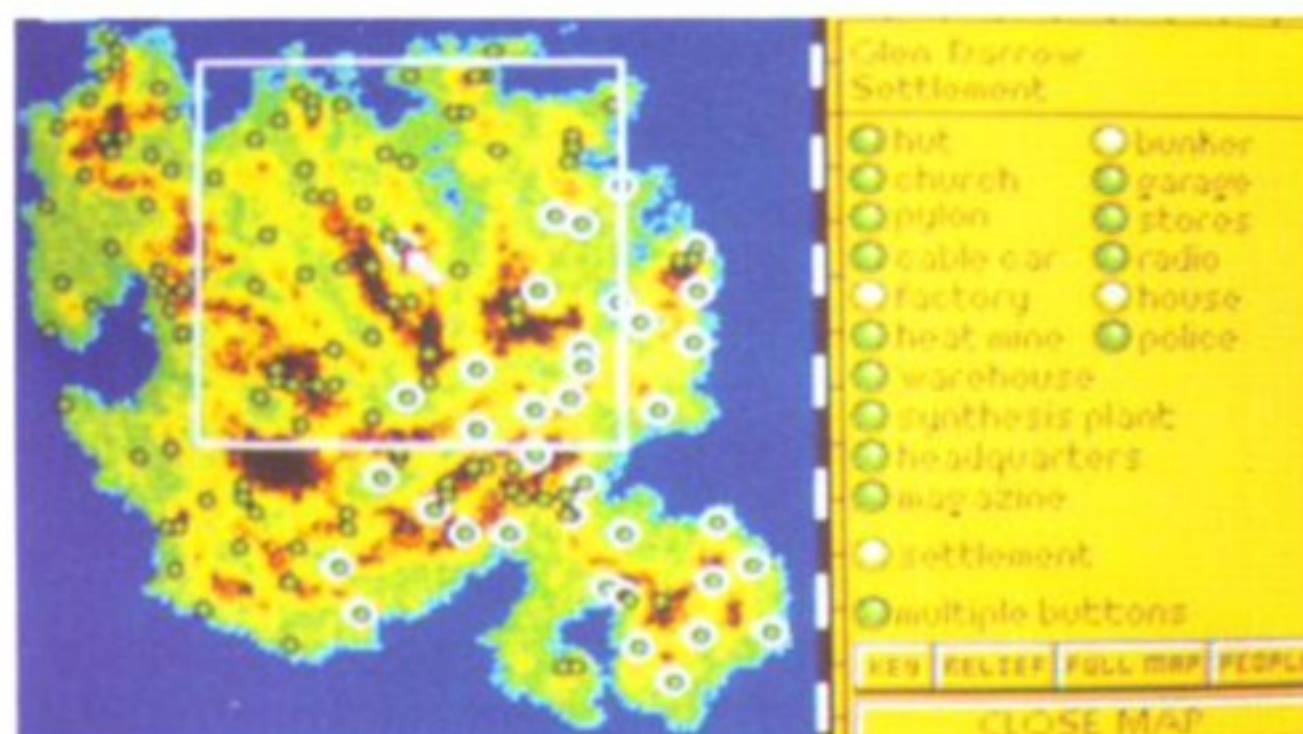 Glen Darrow
Settlement
hut bunker
church garage
pylon stores
cable car radio
factory house
heat mine police
warehouse
synthesis plant
headquarters
magazine
settlement
multiple buttons
KEY RELIEF FULL MAP PEOPL
CLOSE MAP